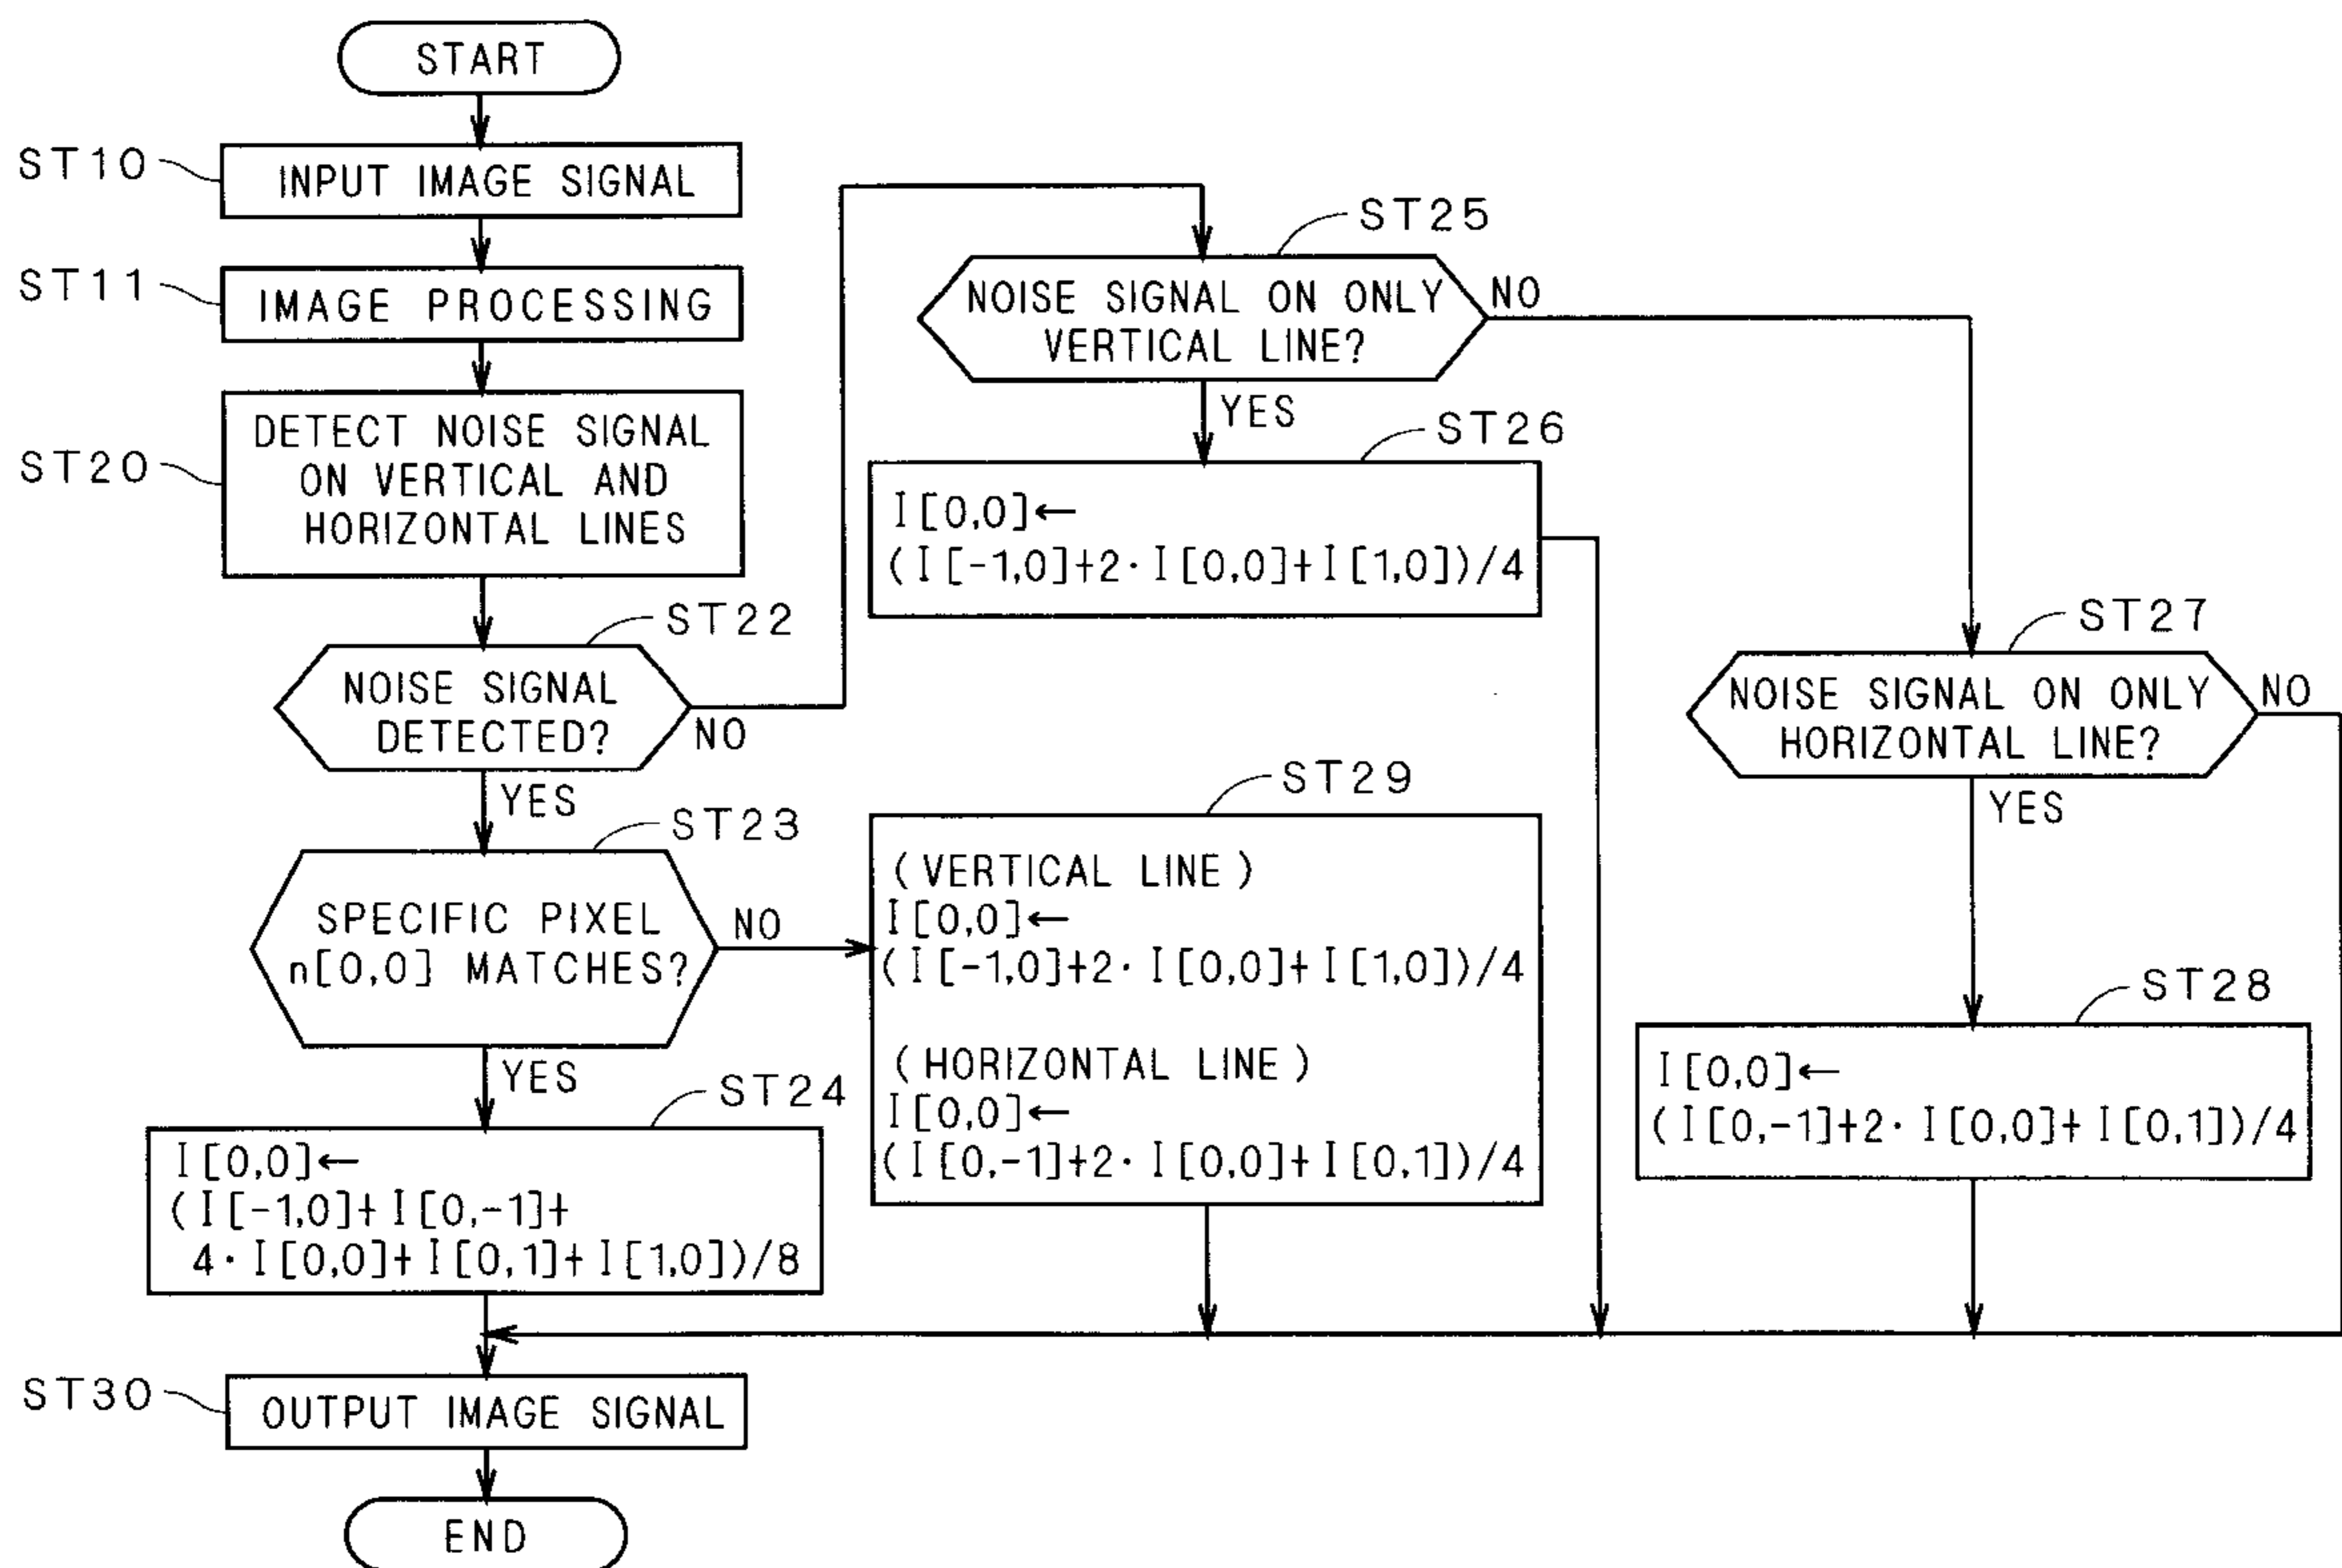 START
ST10
INPUT IMAGE SIGNAL
ST11
IMAGE PROCESSING
ST20
DETECT NOISE SIGNAL
ON VERTICAL AND
HORIZONTAL LINES
ST22
NOISE SIGNAL
DETECTED?
NO
YES
ST23
SPECIFIC PIXEL
n[0,0] MATCHES?
NO
YES
ST24
I[0,0]←
(I[-1,0]+I[0,-1]+
4·I[0,0]+I[0,1]+I[1,0])/8
ST25
NOISE SIGNAL ON ONLY
VERTICAL LINE?
NO
YES
ST26
I[0,0]←
(I[-1,0]+2·I[0,0]+I[1,0])/4
ST29
(VERTICAL LINE)
I[0,0]←
(I[-1,0]+2·I[0,0]+I[1,0])/4
(HORIZONTAL LINE)
I[0,0]←
(I[0,-1]+2·I[0,0]+I[0,1])/4
ST27
NOISE SIGNAL ON ONLY
HORIZONTAL LINE?
NO
YES
ST28
I[0,0]←
(I[0,-1]+2·I[0,0]+I[0,1])/4
ST30
OUTPUT IMAGE SIGNAL
END